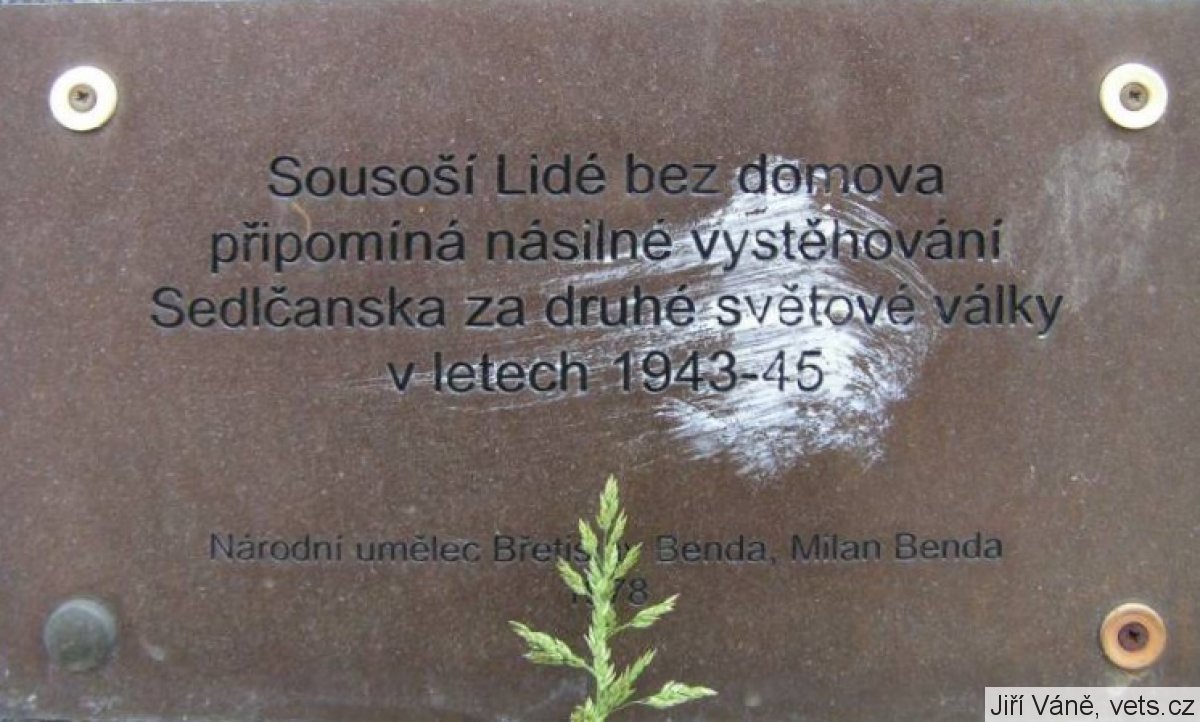 Sousoší Lidé bez domova
připomíná násilné vystěhování
Sedlčanska za druhé světové války
v letech 1943-45
Národní umělec Břetislav Benda, Milan Benda
Jiří Váně, vets.cz